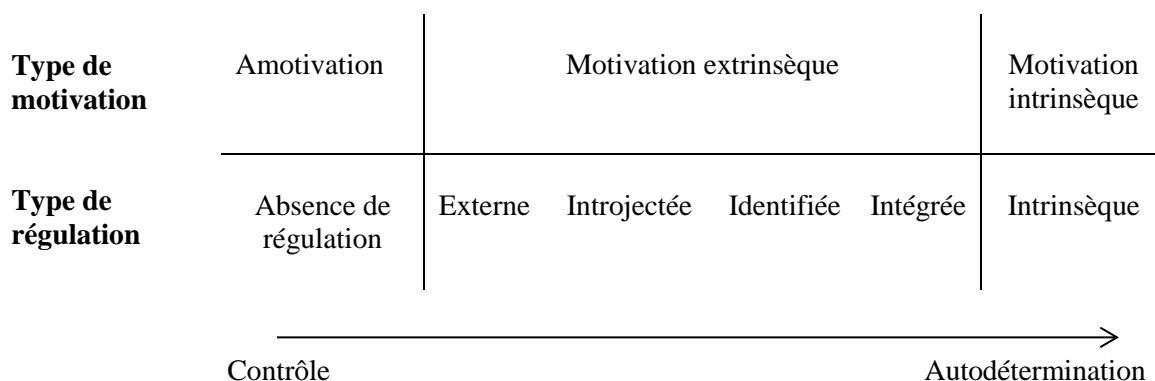 Type de motivation
Amotivation
Motivation extrinsèque
Motivation intrinsèque
Type de régulation
Absence de régulation
Externe
Introjectée
Identifiée
Intégrée
Intrinsèque
Contrôle
Autodétermination